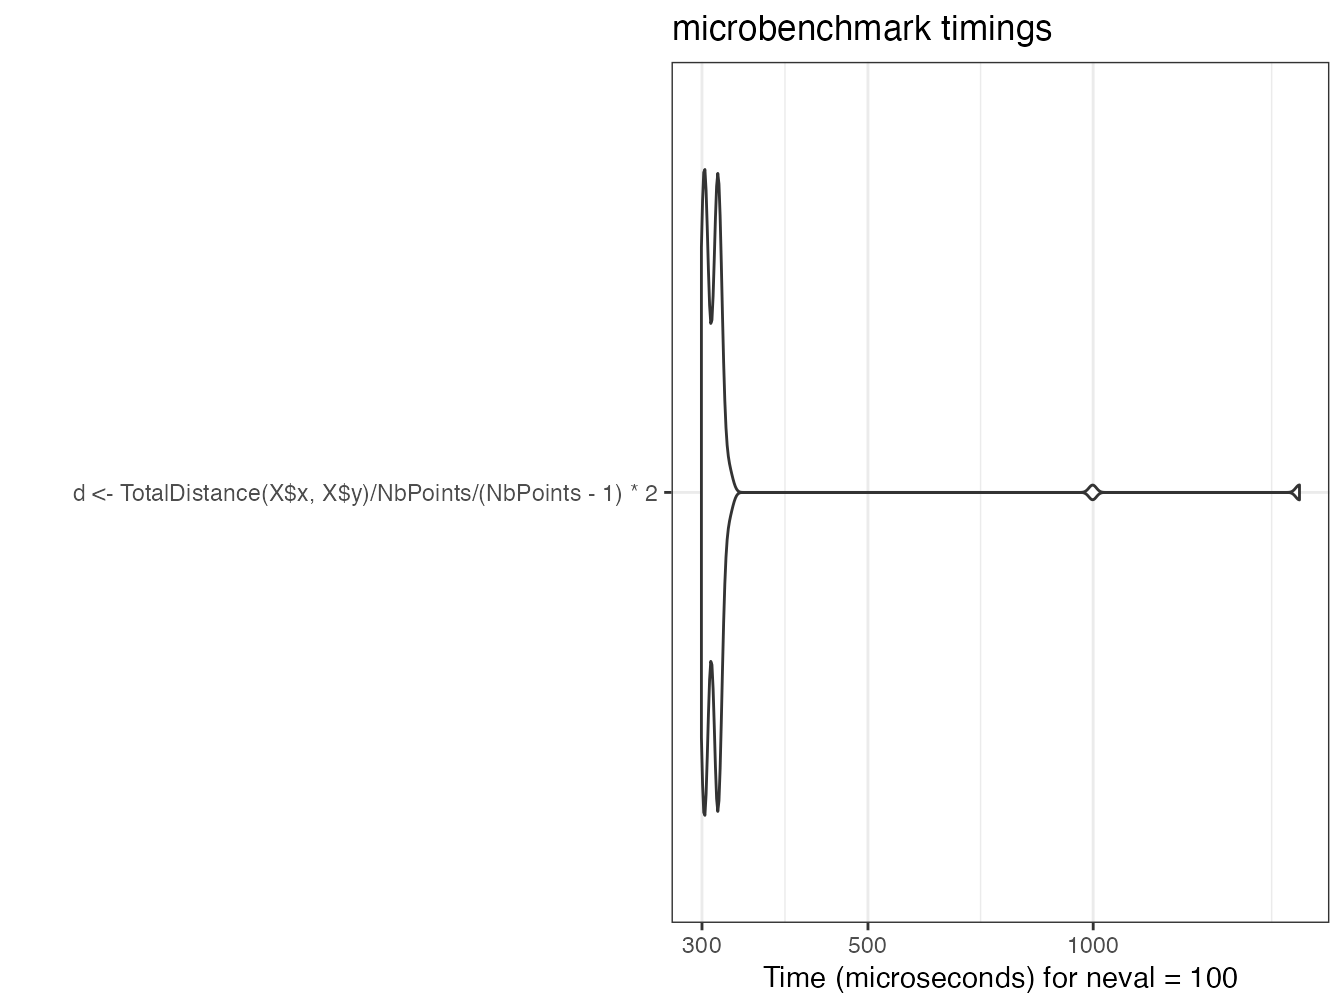 microbenchmark timings
d <- TotalDistance(X$x, X$y)/NbPoints/(NbPoints - 1) * 2
300 500 1000
Time (microseconds) for neval = 100